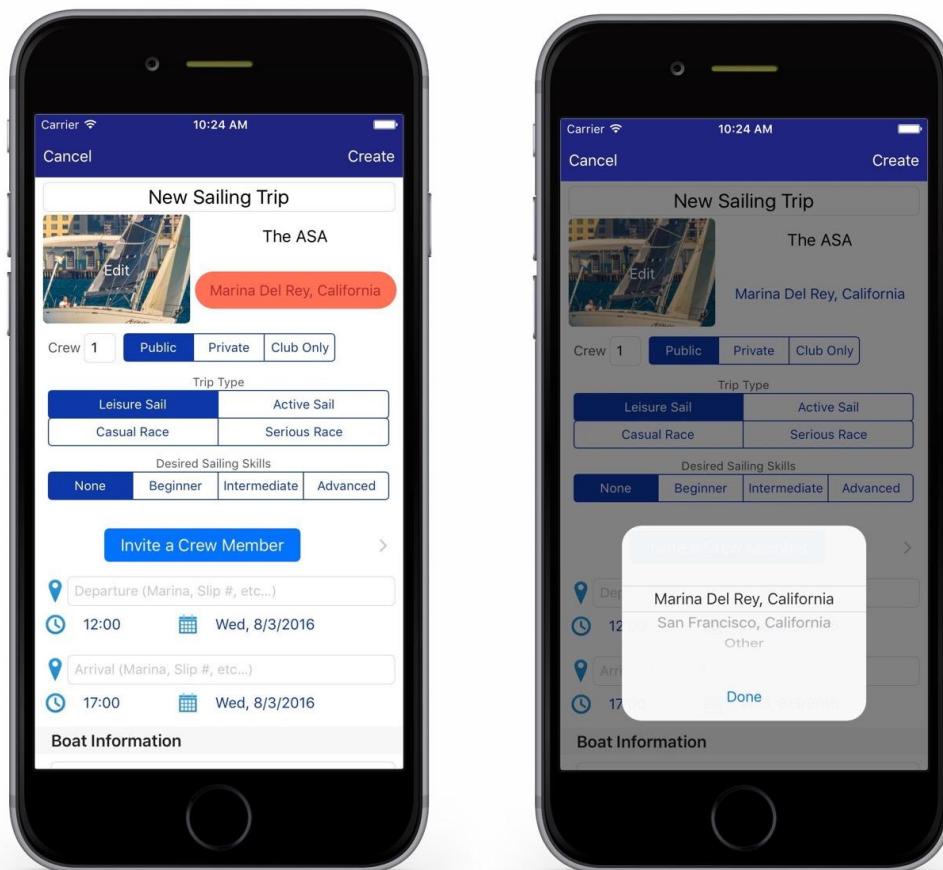 Carrier 10:24 AM
Cancel Create
New Sailing Trip
The ASA
Edit
Marina Del Rey, California
Crew 1 Public Private Club Only
Trip Type
Leisure Sail Active Sail
Casual Race Serious Race
Desired Sailing Skills
None Beginner Intermediate Advanced
Invite a Crew Member
Departure (Marina, Slip #, etc...)
12:00 Wed, 8/3/2016
Arrival (Marina, Slip #, etc...)
17:00 Wed, 8/3/2016
Boat Information
Carrier 10:24 AM
Cancel Create
New Sailing Trip
The ASA
Edit
Marina Del Rey, California
Crew 1 Public Private Club Only
Trip Type
Leisure Sail Active Sail
Casual Race Serious Race
Desired Sailing Skills
None Beginner Intermediate Advanced
Invite a Crew Member
Marina Del Rey, California
San Francisco, California
Other
Done
Boat Information